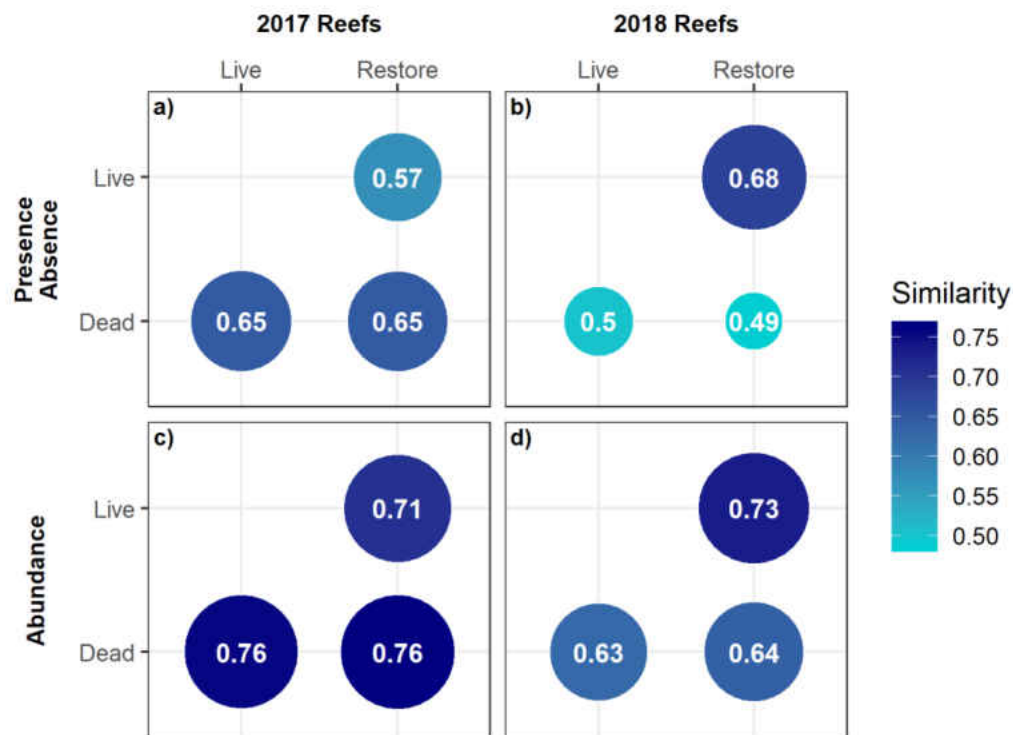 2017 Reefs 2018 Reefs
Live Restore Live Restore
a) b)
Live 0.57 0.68
Presence
Absence
Dead 0.65 0.65 0.5 0.49
Similarity
0.75
0.70
0.65
0.60
0.55
0.50
c) d)
Live 0.71 0.73
Abundance
Dead 0.76 0.76 0.63 0.64